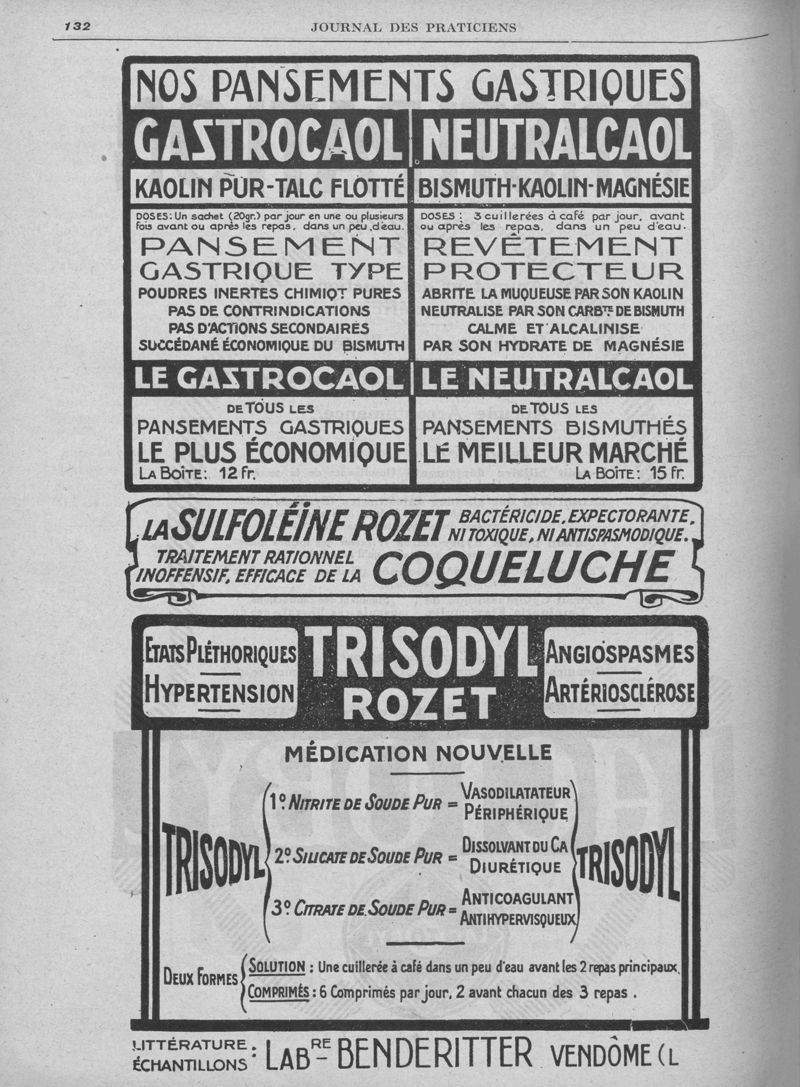 132
JOURNAL DES PRATICIENS
NOS PANSEMENTS GASTRIQUES
GASTROCAOL
KAOLIN PUR-TALC FLOTTÉ
DOSES: Un sachet (20gr.) par jour en une ou plusieurs
fois avant ou après les repas, dans un peu d'eau.
PANSEMENT
GASTRIQUE TYPE
POUDRES INERTES CHIMIQT PURES
PAS DE CONTRINDICATIONS
PAS D'ACTIONS SECONDAIRES
SUCCÉDANÉ ÉCONOMIQUE DU BISMUTH
LE GASTROCAOL
DE TOUS LES
PANSEMENTS GASTRIQUES
LE PLUS ÉCONOMIQUE
LA BOÎTE: 12 Fr.
NEUTRALCAOL
BISMUTH-KAOLIN-MAGNÉSIE
DOSES : 3 cuillerées à café par jour, avant
ou après les repas, dans un peu d'eau.
REVÊTEMENT
PROTECTEUR
ABRITE LA MUQUEUSE PAR SON KAOLIN
NEUTRALISE PAR SON CARBTE DE BISMUTH
CALME ET ALCALINISE
PAR SON HYDRATE DE MAGNÉSIE
LE NEUTRALCAOL
DE TOUS LES
PANSEMENTS BISMUTHÉS
LE MEILLEUR MARCHÉ
LA BOÎTE: 15 Fr.
LA SULFOLÉINE ROZET BACTÉRICIDE, EXPECTORANTE,
NI TOXIQUE, NI ANTISPASMODIQUE.
TRAITEMENT RATIONNEL
INOFFENSIF, EFFICACE DE LA COQUELUCHE
ETATS PLÉTHORIQUES
HYPERTENSION
TRISODYL
ROZET
ANGIOSPASMES
ARTÉRIOSCLÉROSE
MÉDICATION NOUVELLE
TRISODYL
1º NITRITE DE SOUDE PUR = VASODILATATEUR
PÉRIPHÉRIQUE
2º SILICATE DE SOUDE PUR = DISSOLVANT DU CA
DIURÉTIQUE
3º CITRATE DE SOUDE PUR = ANTICOAGULANT
ANTIHYPERVISQUEUX
TRISODYL
DEUX FORMES
SOLUTION : Une cuillerée à café dans un peu d'eau avant les 2 repas principaux.
COMPRIMÉS : 6 Comprimés par jour, 2 avant chacun des 3 repas.
LITTÉRATURE :
ÉCHANTILLONS :
LABRE BENDERITTER VENDÔME (L